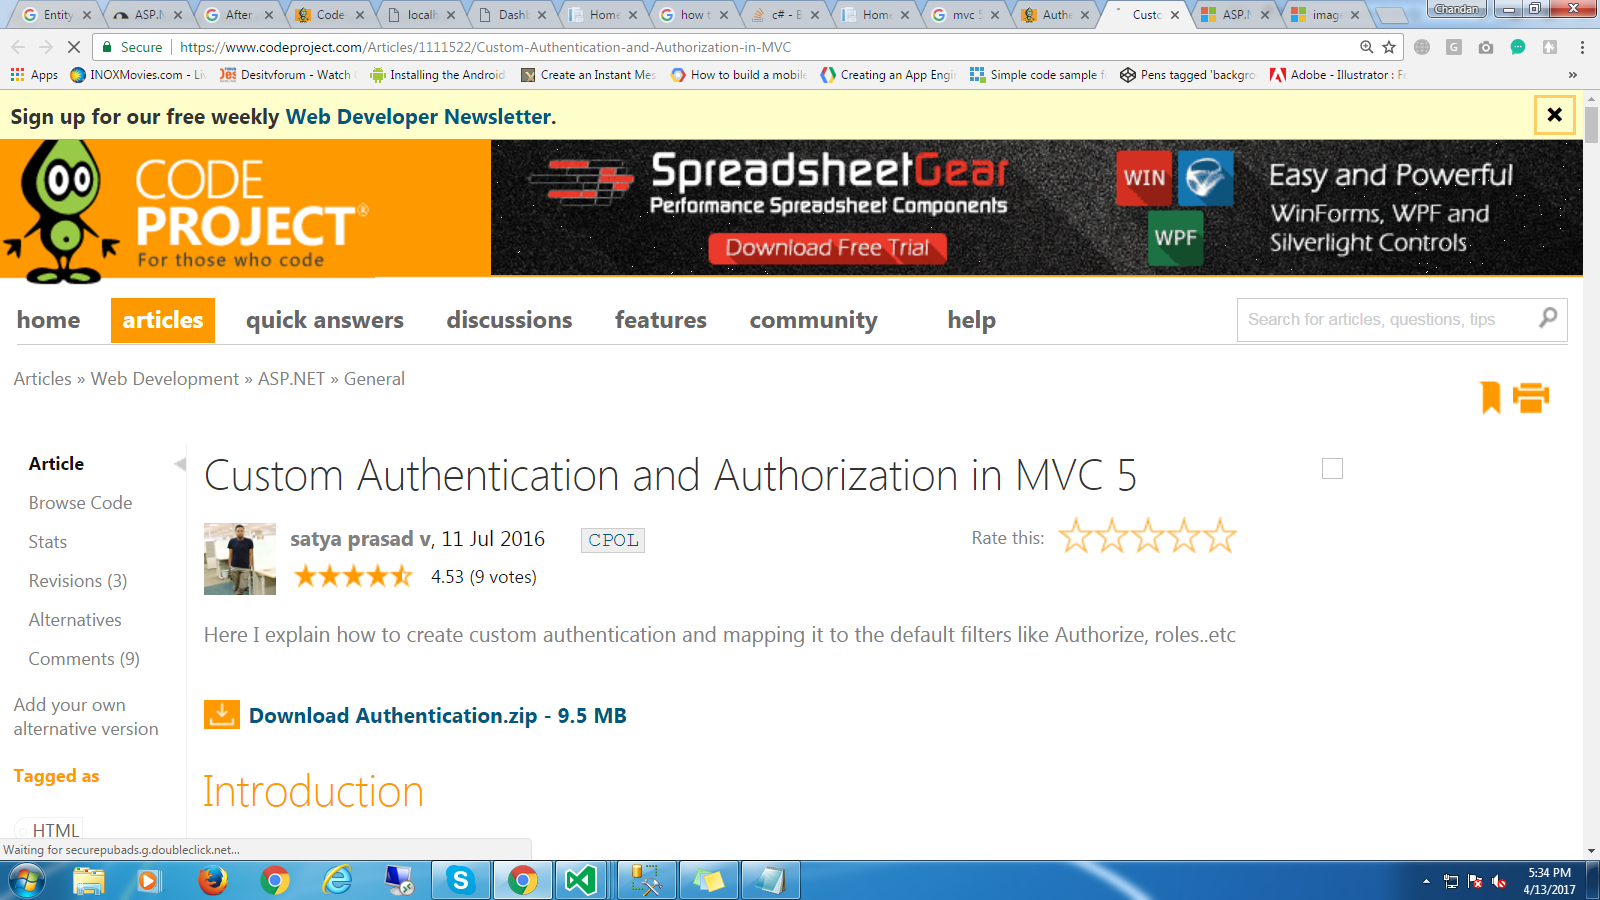 Entity
ASP.N
After
Code
localh
Dashb
Home
how t
c# - B
Home
mvc 5
Authe
Custo
ASP.N
image
Chandan
Secure
https://www.codeproject.com/Articles/1111522/Custom-Authentication-and-Authorization-in-MVC
Apps
INOXMovies.com - Liv
Desitvforum - Watch
Installing the Android
Create an Instant Mes
How to build a mobile
Creating an App Engi
Simple code sample f
Pens tagged 'backgro
Adobe - Illustrator : Fo
»
Sign up for our free weekly Web Developer Newsletter.
CODE
PROJECT®
For those who code
SpreadsheetGear
Performance Spreadsheet Components
Download Free Trial
WIN
WPF
Easy and Powerful
WinForms, WPF and
Silverlight Controls
home
articles
quick answers
discussions
features
community
help
Search for articles, questions, tips
Articles » Web Development » ASP.NET » General
Article
Browse Code
Stats
Revisions (3)
Alternatives
Comments (9)
Add your own
alternative version
Tagged as
HTML
Custom Authentication and Authorization in MVC 5
satya prasad v, 11 Jul 2016
CPOL
Rate this:
4.53 (9 votes)
Here I explain how to create custom authentication and mapping it to the default filters like Authorize, roles..etc
Download Authentication.zip - 9.5 MB
Introduction
Waiting for securepubads.g.doubleclick.net...
5:34 PM
4/13/2017